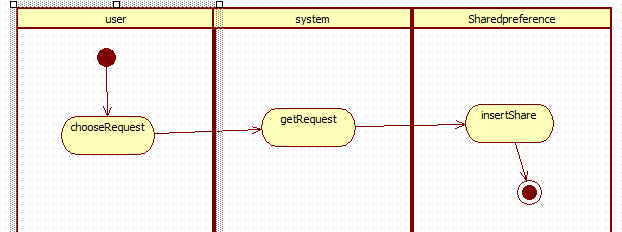 user
system
Sharedpreference
chooseRequest
getRequest
insertShare